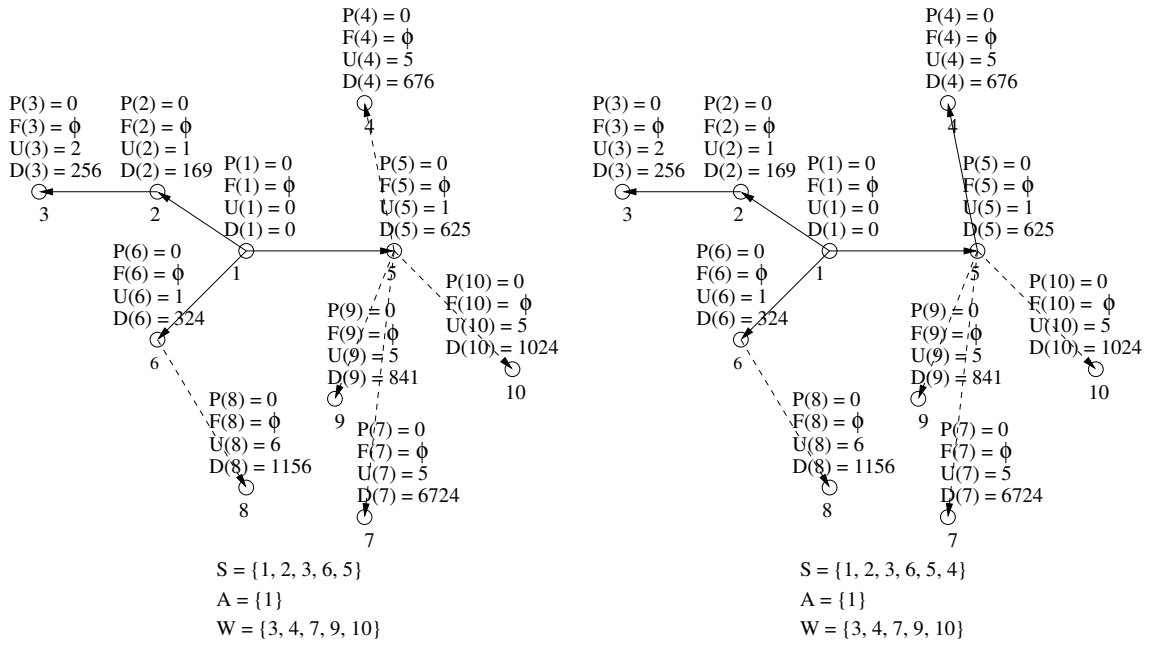 P(4) = 0
F(4) = ϕ
U(4) = 5
D(4) = 676
4
P(3) = 0
F(3) = ϕ
U(3) = 2
D(3) = 256
3
P(2) = 0
F(2) = ϕ
U(2) = 1
D(2) = 169
2
P(1) = 0
F(1) = ϕ
U(1) = 0
D(1) = 0
1
P(5) = 0
F(5) = ϕ
U(5) = 1
D(5) = 625
5
P(6) = 0
F(6) = ϕ
U(6) = 1
D(6) = 324
6
P(10) = 0
F(10) = ϕ
U(10) = 5
D(10) = 1024
10
P(9) = 0
F(9) = ϕ
U(9) = 5
D(9) = 841
9
P(8) = 0
F(8) = ϕ
U(8) = 6
D(8) = 1156
8
P(7) = 0
F(7) = ϕ
U(7) = 5
D(7) = 6724
7
S = {1, 2, 3, 6, 5}
A = {1}
W = {3, 4, 7, 9, 10}
P(4) = 0
F(4) = ϕ
U(4) = 5
D(4) = 676
4
P(3) = 0
F(3) = ϕ
U(3) = 2
D(3) = 256
3
P(2) = 0
F(2) = ϕ
U(2) = 1
D(2) = 169
2
P(1) = 0
F(1) = ϕ
U(1) = 0
D(1) = 0
1
P(5) = 0
F(5) = ϕ
U(5) = 1
D(5) = 625
5
P(6) = 0
F(6) = ϕ
U(6) = 1
D(6) = 324
6
P(10) = 0
F(10) = ϕ
U(10) = 5
D(10) = 1024
10
P(9) = 0
F(9) = ϕ
U(9) = 5
D(9) = 841
9
P(8) = 0
F(8) = ϕ
U(8) = 6
D(8) = 1156
8
P(7) = 0
F(7) = ϕ
U(7) = 5
D(7) = 6724
7
S = {1, 2, 3, 6, 5, 4}
A = {1}
W = {3, 4, 7, 9, 10}